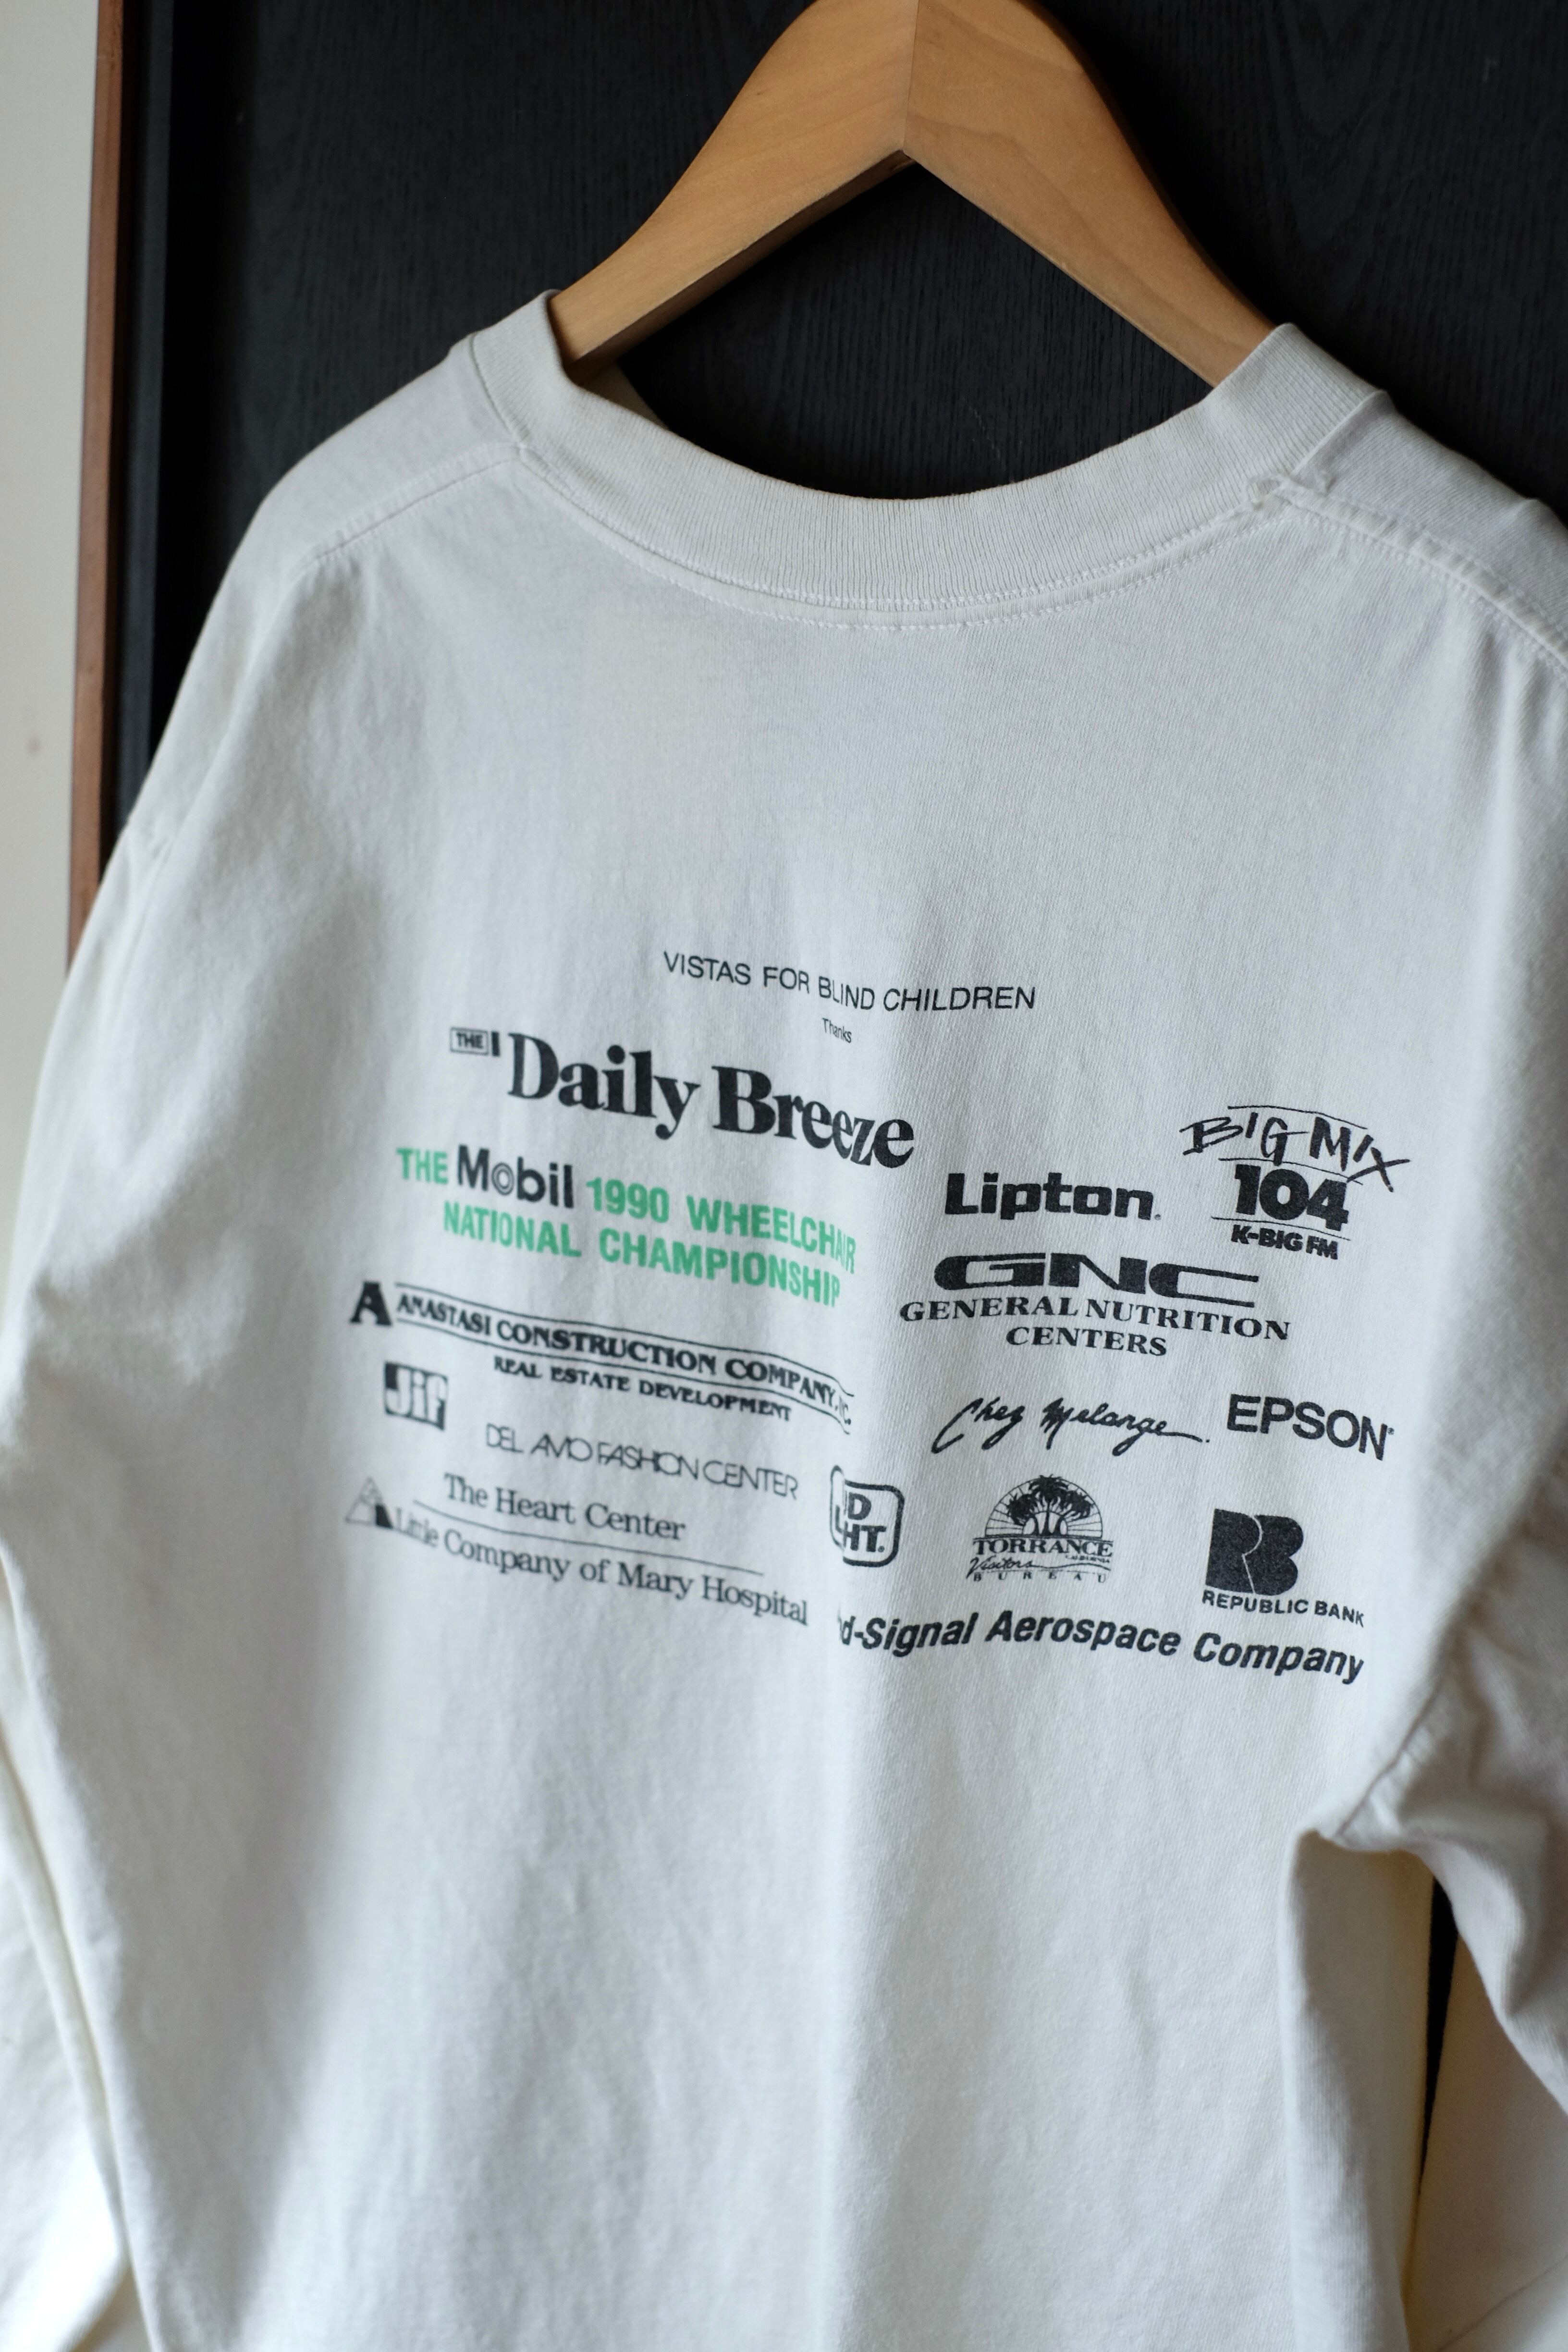 VISTAS FOR BLIND CHILDREN
Thanks
THE Daily Breeze
THE Mobil 1990 WHEELCHAIR
NATIONAL CHAMPIONSHIP
ANASTASI CONSTRUCTION COMPANY,
REAL ESTATE DEVELOPMENT
Jif
DEL AMO FASHION CENTER
The Heart Center
Little Company of Mary Hospital
Lipton
BIG MIX
104
K-BIG FM
GNC
GENERAL NUTRITION
CENTERS
Chez Melange
EPSON
TORRANCE
Visitors
BUREAU
RB
REPUBLIC BANK
d-Signal Aerospace Company